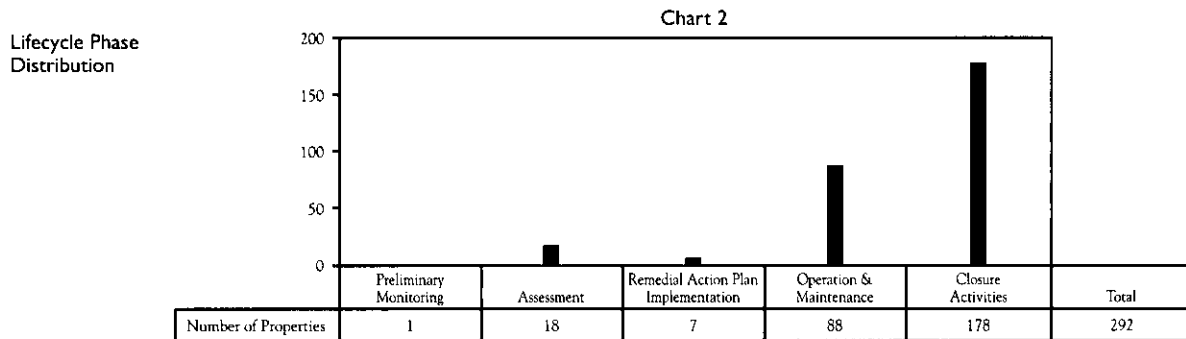 Chart 2
Lifecycle Phase
Distribution
200
150
100
50
0
Preliminary
Monitoring
Assessment
Remedial Action Plan
Implementation
Operation &
Maintenance
Closure
Activities
Total
Number of Properties 1 18 7 88 178 292